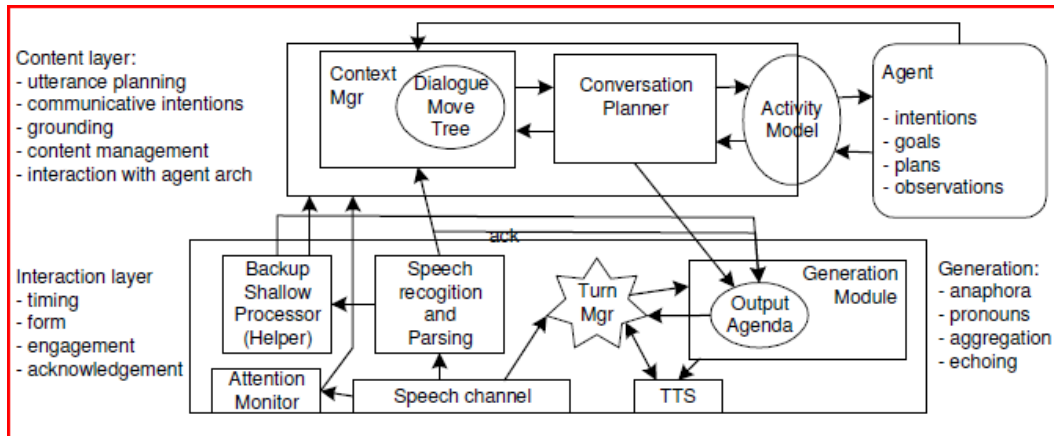 Content layer:
- utterance planning
- communicative intentions
- grounding
- content management
- interaction with agent arch
Context
Mgr
Dialogue
Move
Tree
Conversation
Planner
Activity
Model
Agent
- intentions
- goals
- plans
- observations
ack
Interaction layer
- timing
- form
- engagement
- acknowledgement
Backup
Shallow
Processor
(Helper)
Speech
recogition
and
Parsing
Turn
Mgr
Generation
Module
Output
Agenda
Generation:
- anaphora
- pronouns
- aggregation
- echoing
Attention
Monitor
Speech channel
TTS